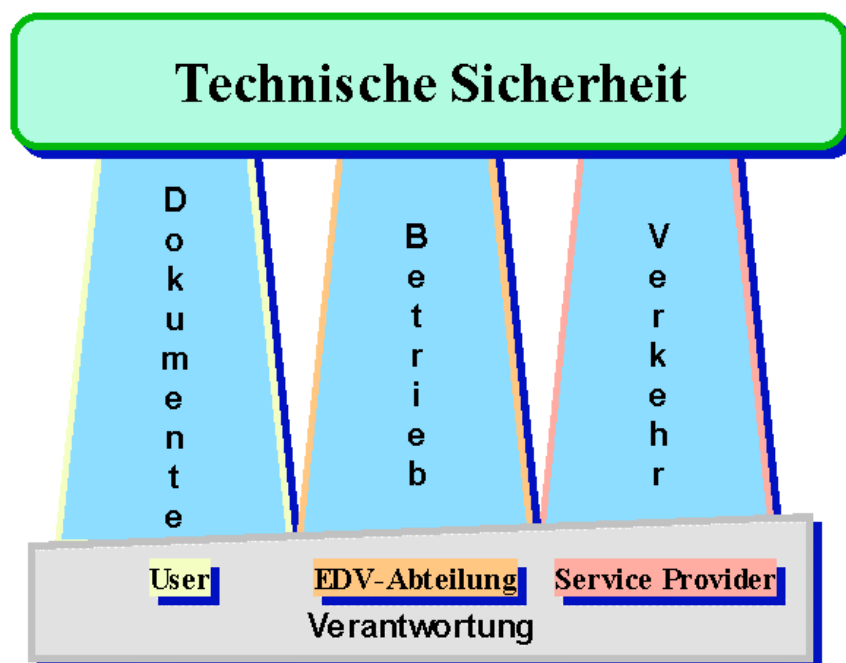 Technische Sicherheit
Dokumente
Betrieb
Verkehr
User
EDV-Abteilung
Service Provider
Verantwortung